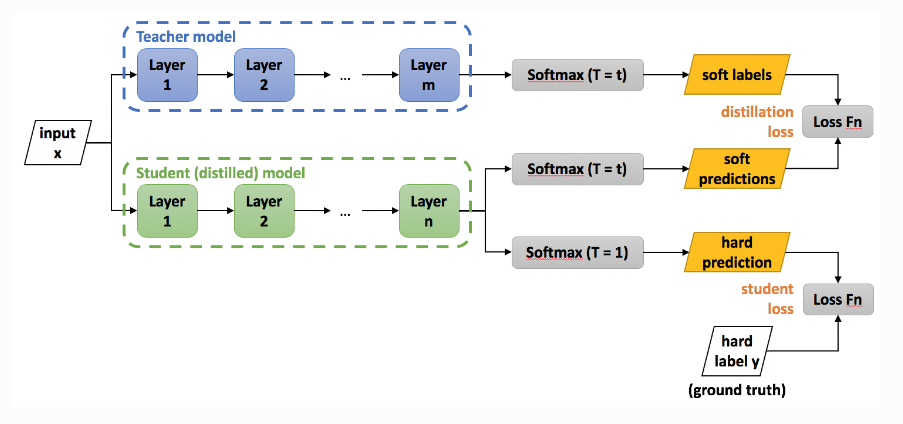 Teacher model
Layer
1
Layer
2
...
Layer
m
Softmax (T = t)
soft labels
input
x
distillation
loss
Loss Fn
Student (distilled) model
Layer
1
Layer
2
...
Layer
n
Softmax (T = t)
soft
predictions
Softmax (T = 1)
hard
prediction
student
loss
Loss Fn
hard
label y
(ground truth)